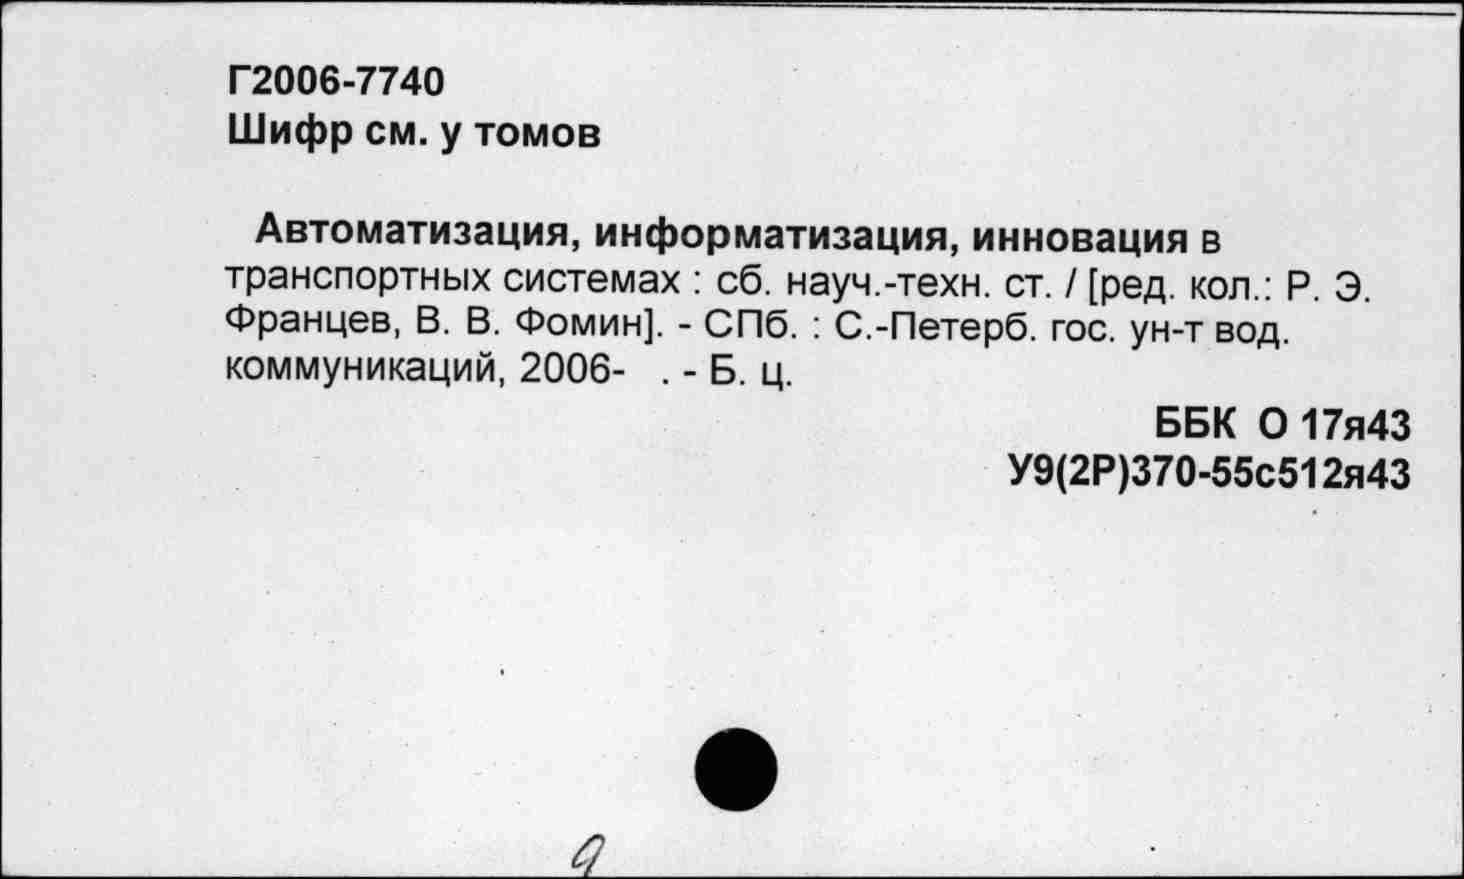 Г2006-7740
Шифр см. у томов
Автоматизация, информатизация, инновация в
транспортных системах : сб. науч.-техн. ст. / [ред. кол.: Р. Э.
Францев, В. В. Фомин]. - СПб. : С.-Петерб. гос. ун-т вод.
коммуникаций, 2006- . - Б. ц.
ББК О 17я43
У9(2Р)370-55с512я43